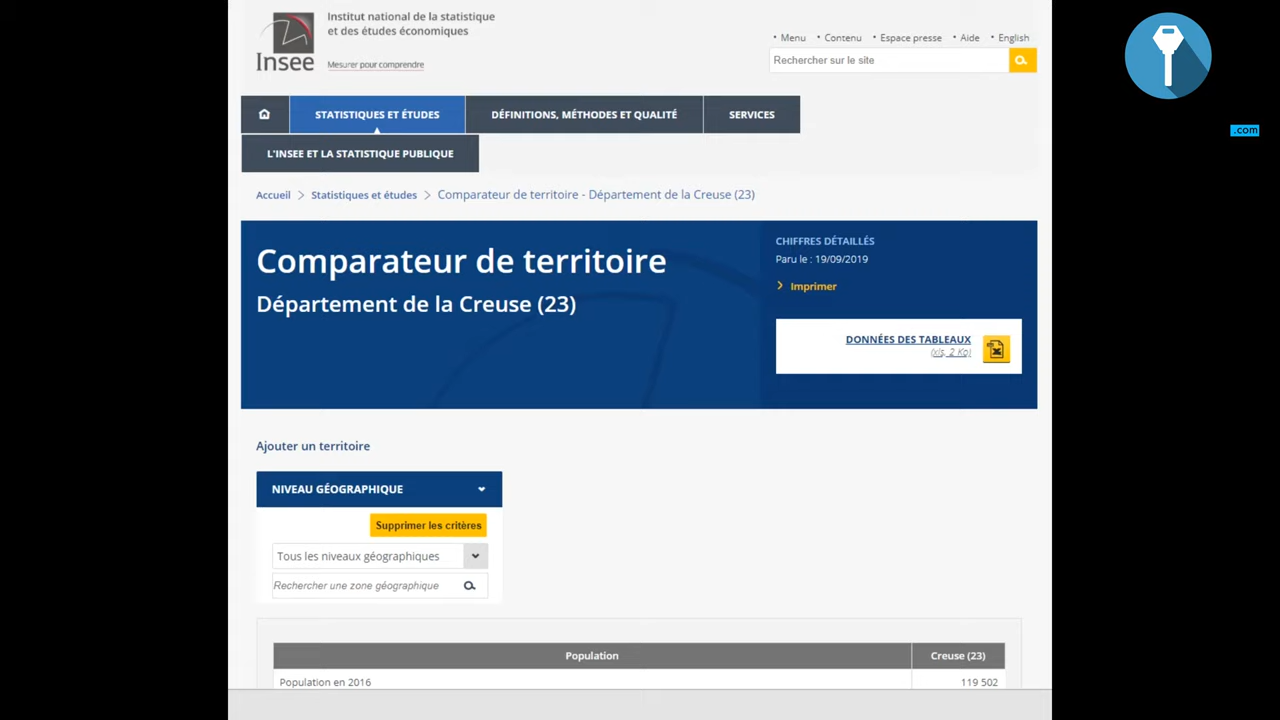 Institut national de la statistique
et des études économiques
Insee
Mesurer pour comprendre
Menu
Contenu
Espace presse
Aide
English
Rechercher sur le site
.com
STATISTIQUES ET ÉTUDES
DÉFINITIONS, MÉTHODES ET QUALITÉ
SERVICES
L'INSEE ET LA STATISTIQUE PUBLIQUE
Accueil > Statistiques et études > Comparateur de territoire - Département de la Creuse (23)
Comparateur de territoire
Département de la Creuse (23)
CHIFFRES DÉTAILLÉS
Paru le : 19/09/2019
Imprimer
DONNÉES DES TABLEAUX
(xls, 2 Ko)
Ajouter un territoire
NIVEAU GÉOGRAPHIQUE
Supprimer les critères
Tous les niveaux géographiques
Rechercher une zone géographique
Population Creuse (23)
Population en 2016 119 502